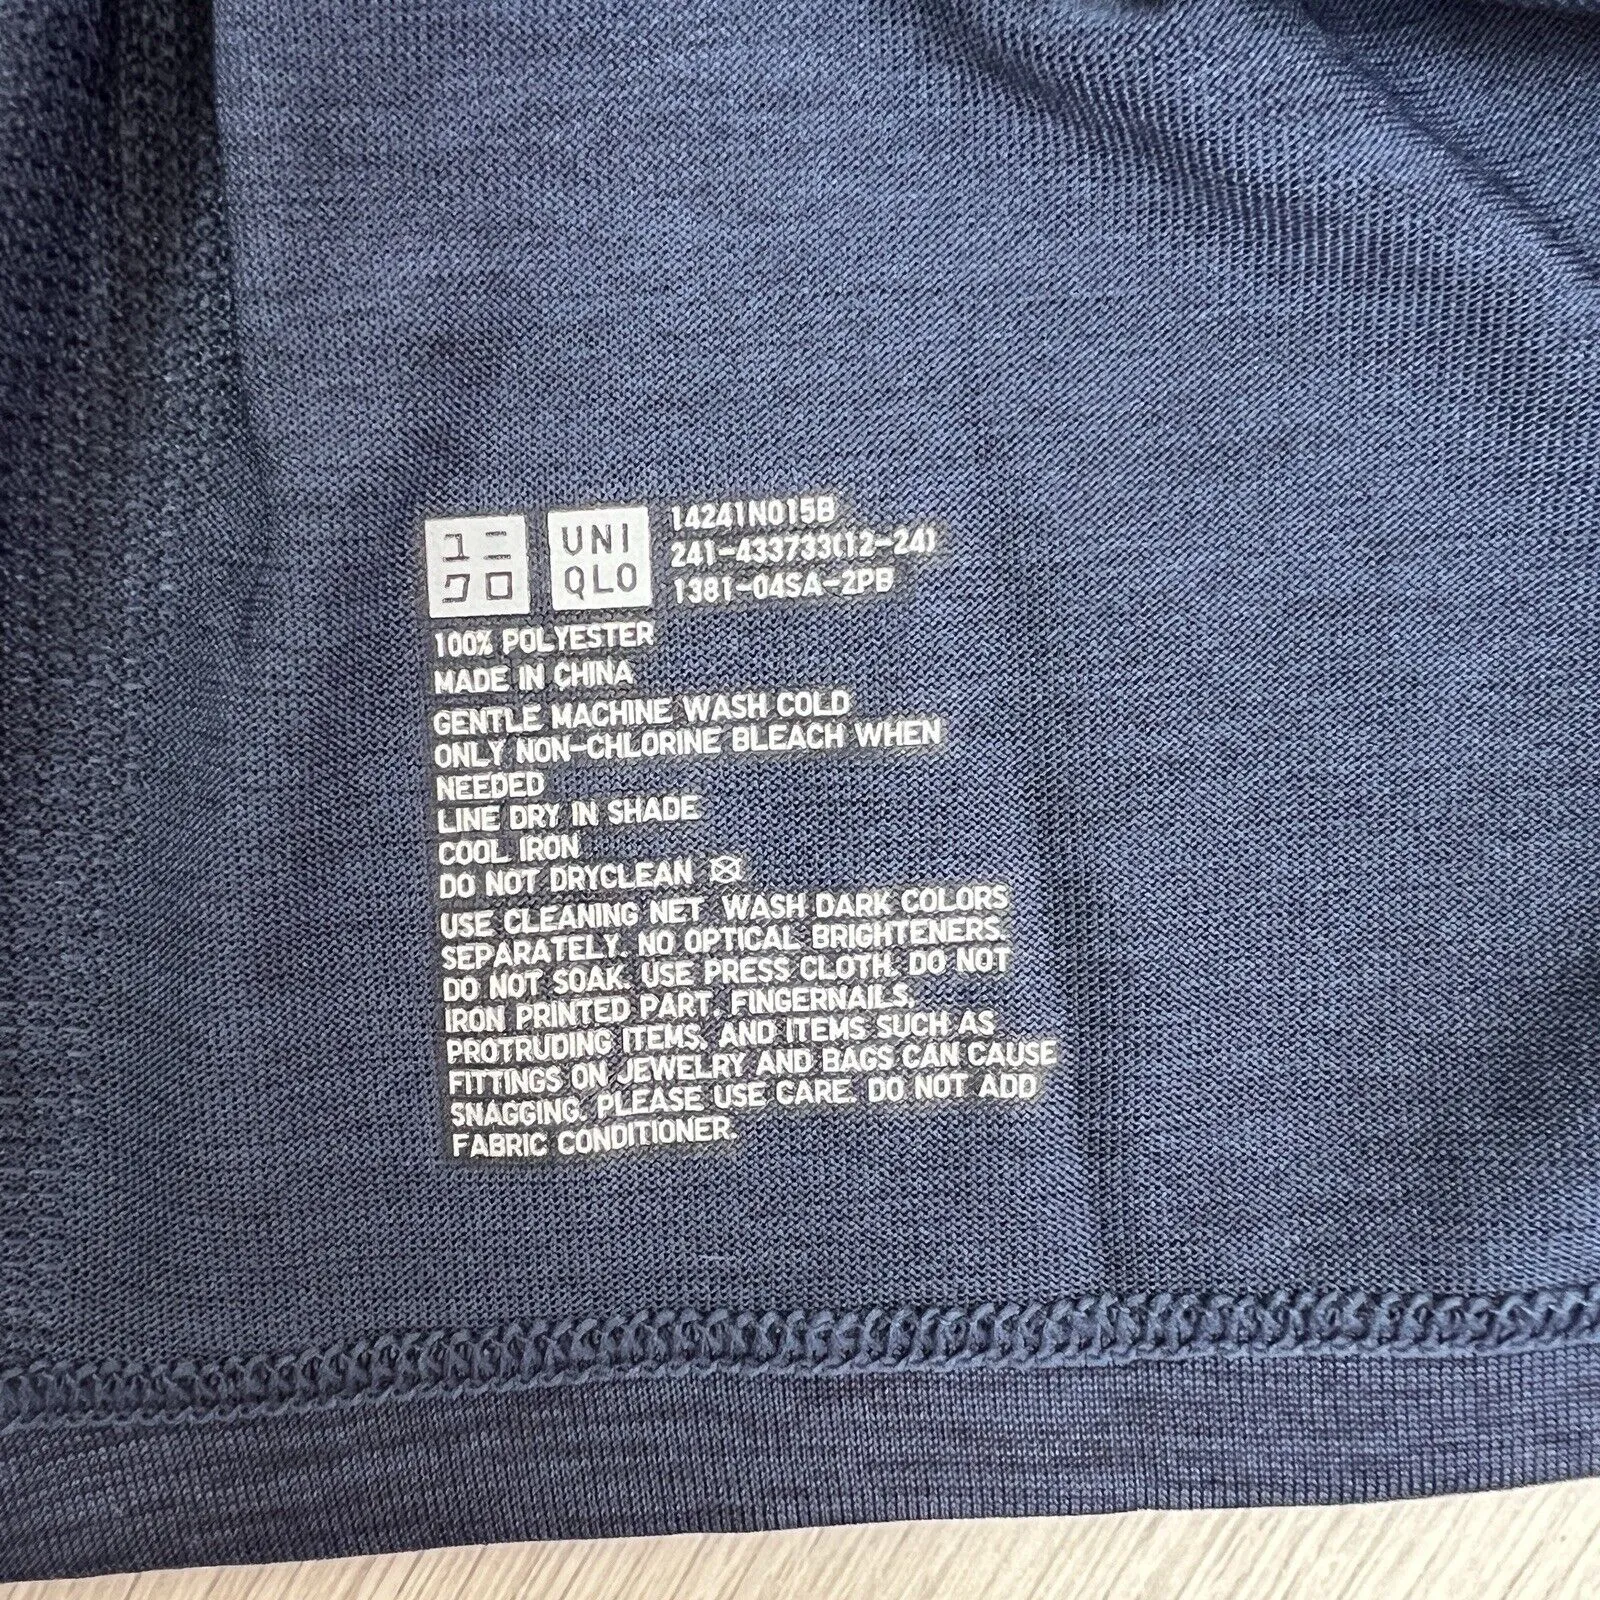 ユニ
クロ
UNI
QLO
14241N015B
241-433733(12-24)
1381-04SA-2PB
100% POLYESTER
MADE IN CHINA
GENTLE MACHINE WASH COLD
ONLY NON-CHLORINE BLEACH WHEN
NEEDED
LINE DRY IN SHADE
COOL IRON
DO NOT DRYCLEAN
USE CLEANING NET. WASH DARK COLORS
SEPARATELY. NO OPTICAL BRIGHTENERS.
DO NOT SOAK. USE PRESS CLOTH. DO NOT
IRON PRINTED PART. FINGERNAILS,
PROTRUDING ITEMS, AND ITEMS SUCH AS
FITTINGS ON JEWELRY AND BAGS CAN CAUSE
SNAGGING. PLEASE USE CARE. DO NOT ADD
FABRIC CONDITIONER.